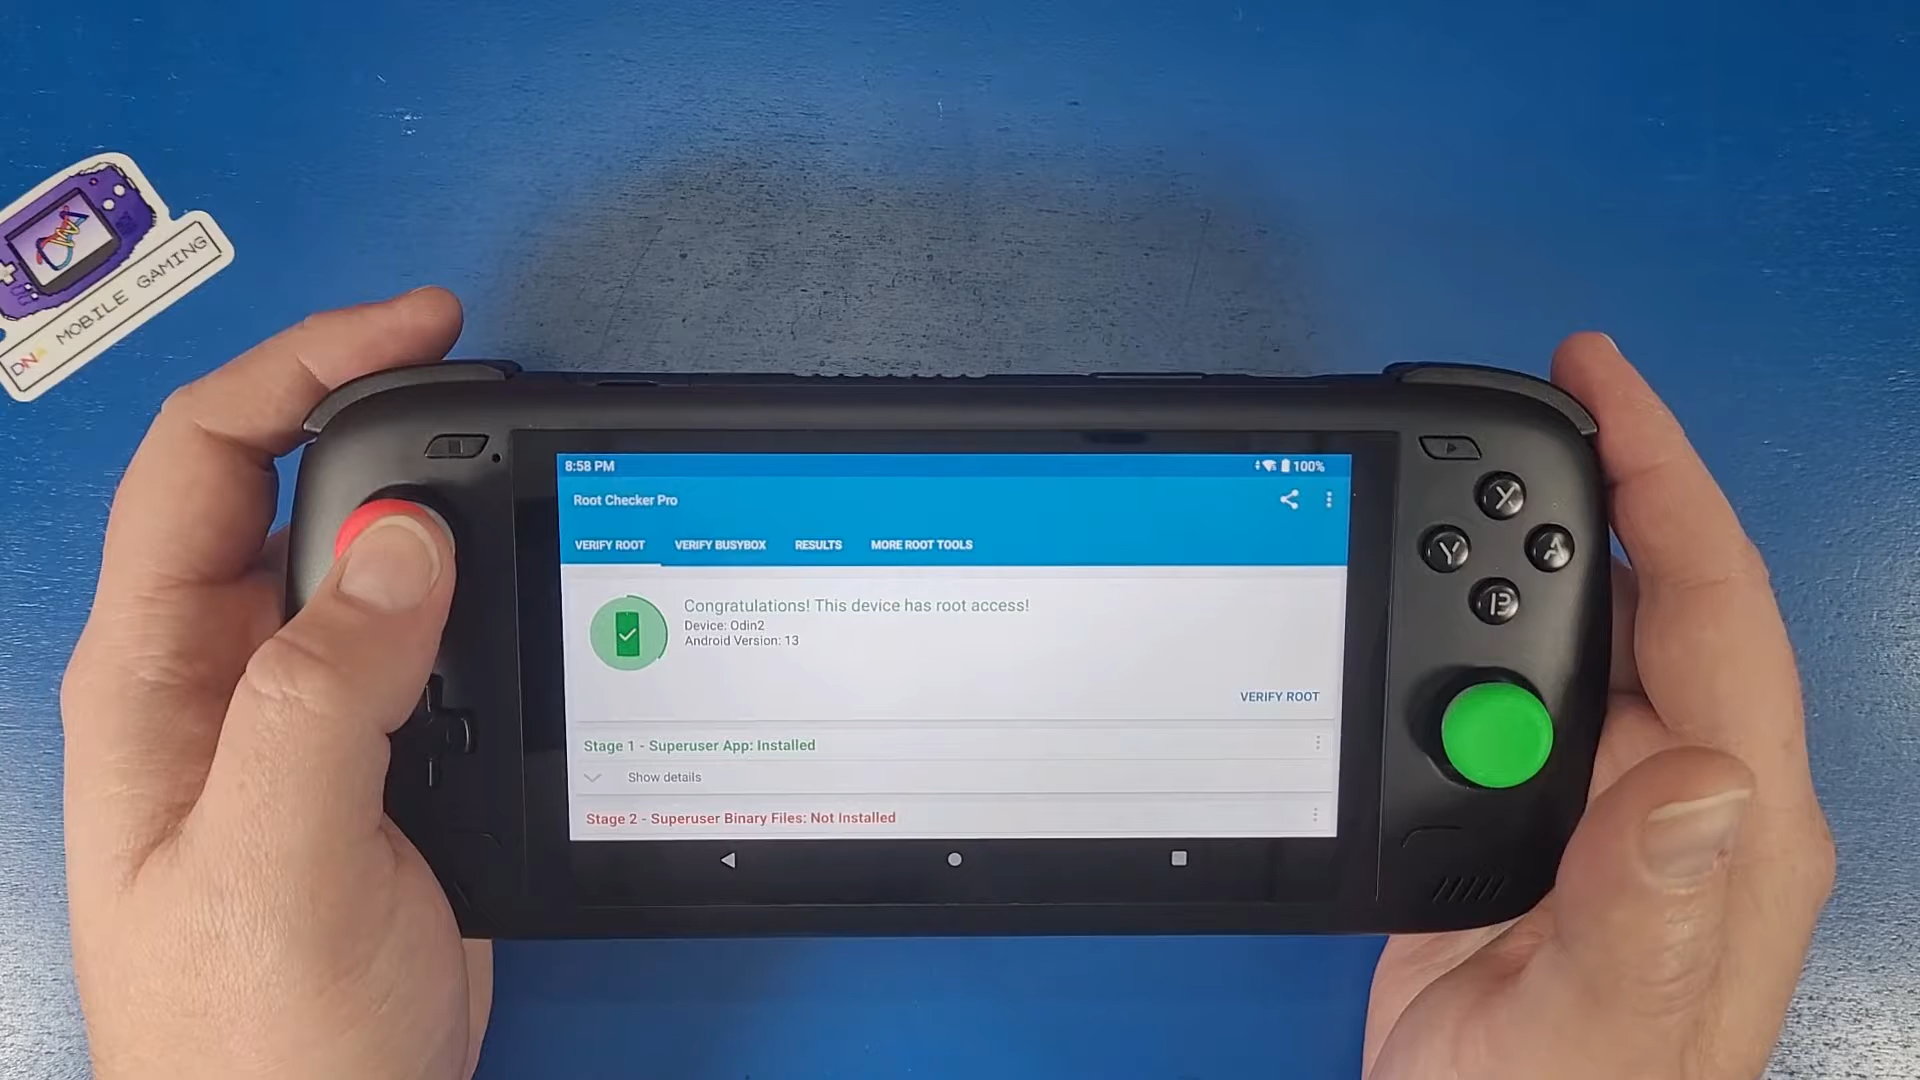 DNA MOBILE GAMING
8:58 PM
100%
Root Checker Pro
VERIFY ROOT
VERIFY BUSYBOX
RESULTS
MORE ROOT TOOLS
Congratulations! This device has root access!
Device: Odin2
Android Version: 13
VERIFY ROOT
Stage 1 - Superuser App: Installed
Show details
Stage 2 - Superuser Binary Files: Not Installed
X
Y
A
B